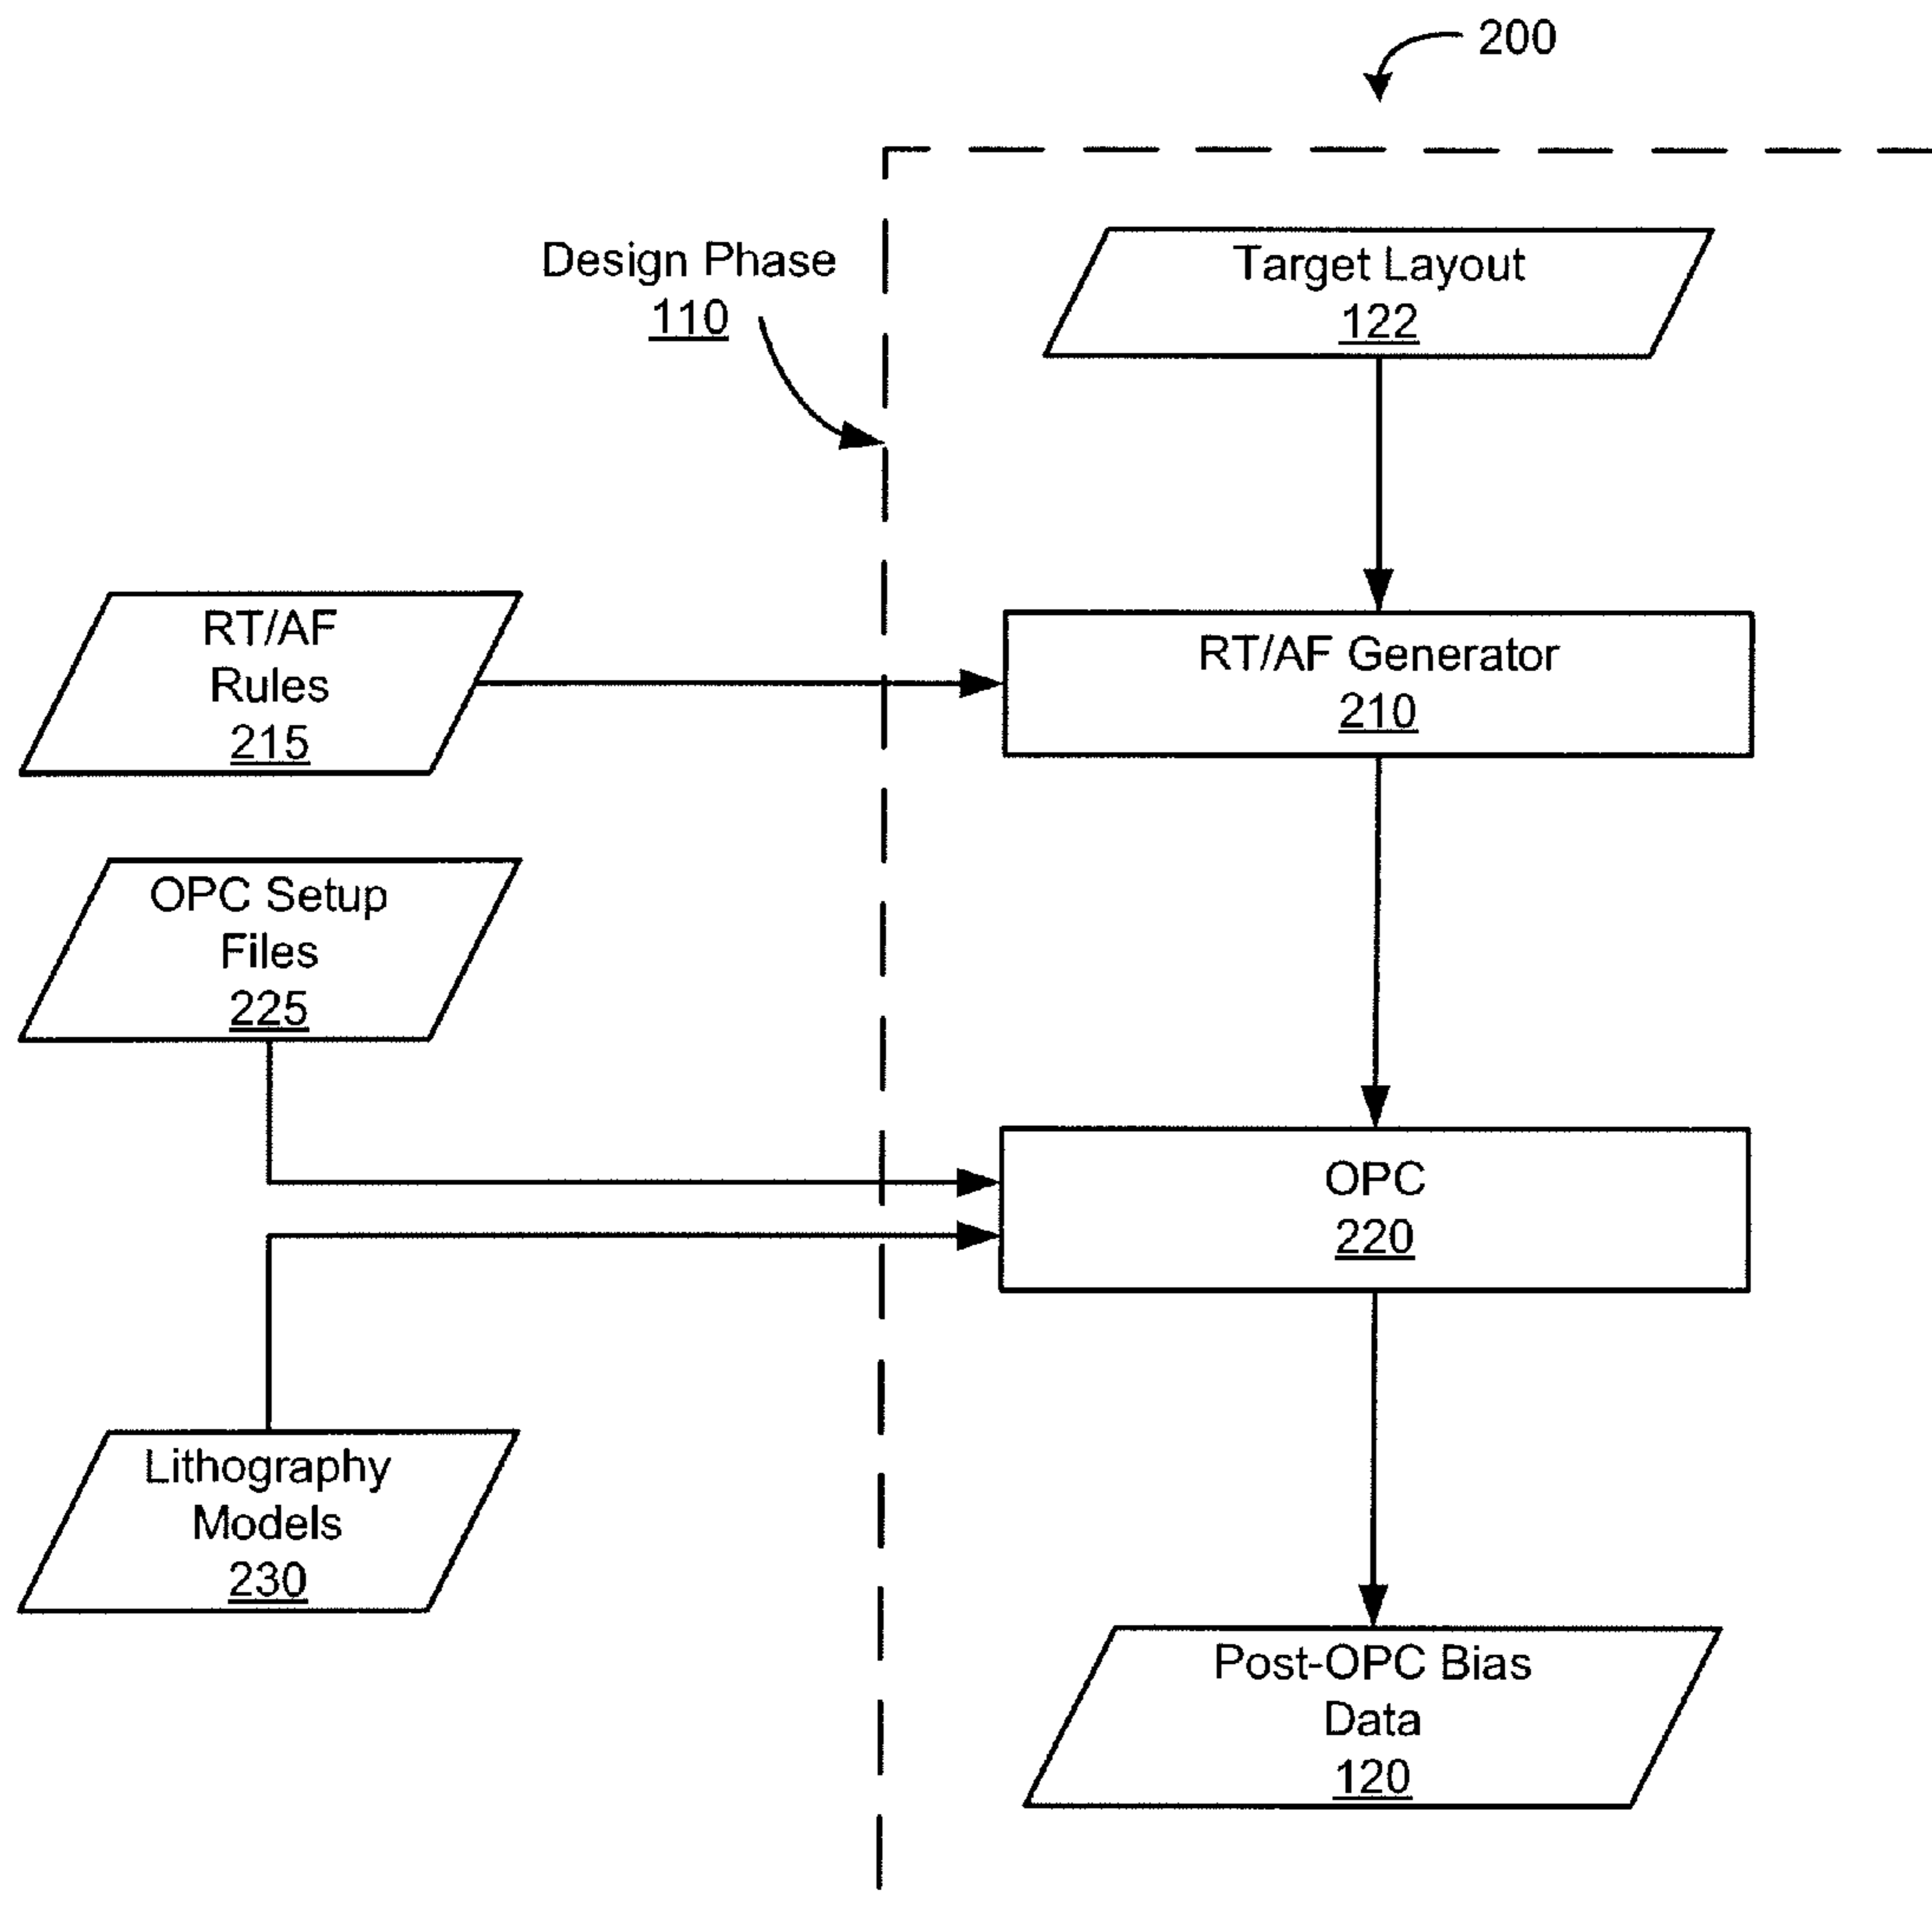 200
Design Phase
110
Target Layout
122
RT/AF
Rules
215
RT/AF Generator
210
OPC Setup
Files
225
OPC
220
Lithography
Models
230
Post-OPC Bias
Data
120